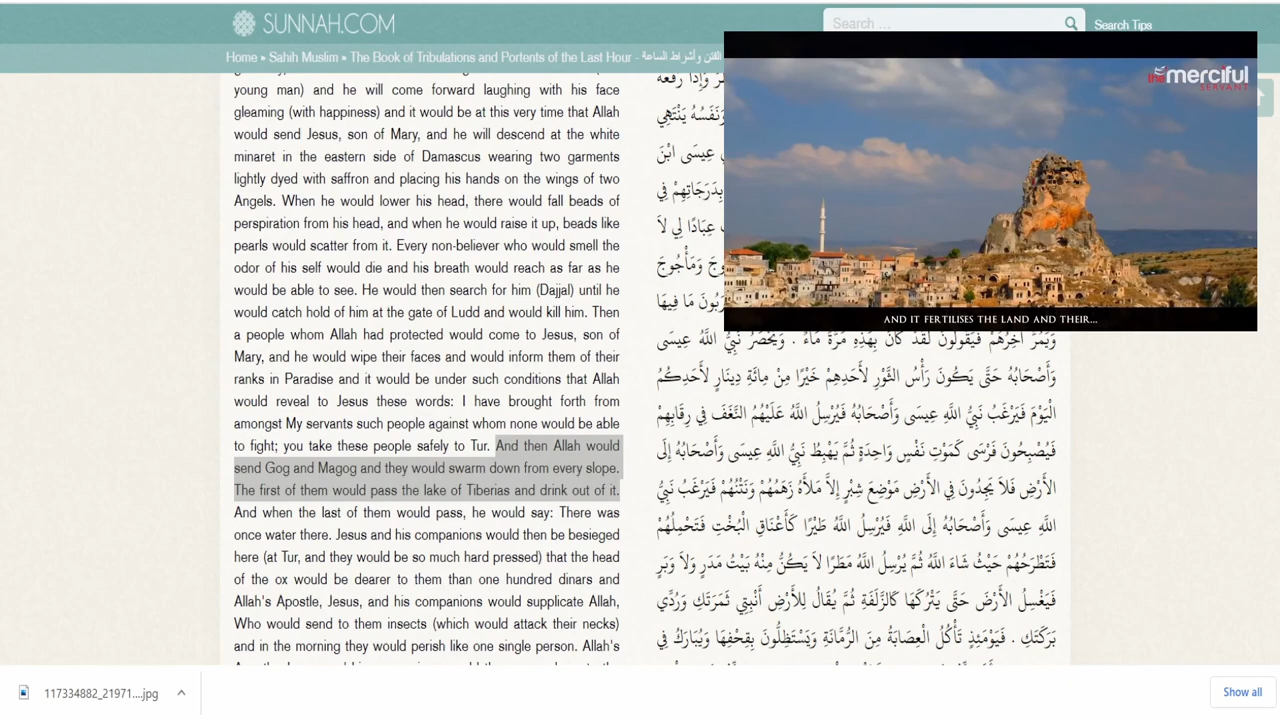 SUNNAH.COM
Search ...
Search Tips
Home » Sahih Muslim » The Book of Tribulations and Portents of the Last Hour - الفتن وأشراط الساعة
young man) and he will come forward laughing with his face
gleaming (with happiness) and it would be at this very time that Allah
would send Jesus, son of Mary, and he will descend at the white
minaret in the eastern side of Damascus wearing two garments
lightly dyed with saffron and placing his hands on the wings of two
Angels. When he would lower his head, there would fall beads of
perspiration from his head, and when he would raise it up, beads like
pearls would scatter from it. Every non-believer who would smell the
odor of his self would die and his breath would reach as far as he
would be able to see. He would then search for him (Dajjal) until he
would catch hold of him at the gate of Ludd and would kill him. Then
a people whom Allah had protected would come to Jesus, son of
Mary, and he would wipe their faces and would inform them of their
ranks in Paradise and it would be under such conditions that Allah
would reveal to Jesus these words: I have brought forth from
amongst My servants such people against whom none would be able
to fight; you take these people safely to Tur. And then Allah would
send Gog and Magog and they would swarm down from every slope.
The first of them would pass the lake of Tiberias and drink out of it.
And when the last of them would pass, he would say: There was
once water there. Jesus and his companions would then be besieged
here (at Tur, and they would be so much hard pressed) that the head
of the ox would be dearer to them than one hundred dinars and
Allah's Apostle, Jesus, and his companions would supplicate Allah,
Who would send to them insects (which would attack their necks)
and in the morning they would perish like one single person. Allah's
وَإِذَا رَفَعَهُ
وَنَفَسُهُ يَنْتَهِي
عِيسَى ابْنَ
بِدَرَجَاتِهِمْ فِي
عِبَادًا لِي لاَ
وَمَأْجُوجَ
مَا فِيهَا
وَيَمُرُّ آخِرُهُمْ فَيَقُولُونَ لَقَدْ كَانَ بِهَذِهِ مَرَّةً مَاءٌ . وَيُحْصَرُ نَبِيُّ اللَّهِ عِيسَى
وَأَصْحَابُهُ حَتَّى يَكُونَ رَأْسُ الثَّوْرِ لأَحَدِهِمْ خَيْرًا مِنْ مِائَةِ دِينَارٍ لأَحَدِكُمُ
الْيَوْمَ فَيَرْغَبُ نَبِيُّ اللَّهِ عِيسَى وَأَصْحَابُهُ فَيُرْسِلُ اللَّهُ عَلَيْهِمُ النَّغَفَ فِي رِقَابِهِمْ
فَيُصْبِحُونَ فَرْسَى كَمَوْتِ نَفْسٍ وَاحِدَةٍ ثُمَّ يَهْبِطُ نَبِيُّ اللَّهِ عِيسَى وَأَصْحَابُهُ إِلَى
الأَرْضِ فَلاَ يَجِدُونَ فِي الأَرْضِ مَوْضِعَ شِبْرٍ إِلاَّ مَلأَهُ زَهَمُهُمْ وَنَتْنُهُمْ فَيَرْغَبُ نَبِيُّ
اللَّهِ عِيسَى وَأَصْحَابُهُ إِلَى اللَّهِ فَيُرْسِلُ اللَّهُ طَيْرًا كَأَعْنَاقِ الْبُخْتِ فَتَحْمِلُهُمْ
فَتَطْرَحُهُمْ حَيْثُ شَاءَ اللَّهُ ثُمَّ يُرْسِلُ اللَّهُ مَطَرًا لاَ يَكُنُّ مِنْهُ بَيْتُ مَدَرٍ وَلاَ وَبَرٍ
فَيَغْسِلُ الأَرْضَ حَتَّى يَتْرُكَهَا كَالزَّلَفَةِ ثُمَّ يُقَالُ لِلأَرْضِ أَنْبِتِي ثَمَرَتَكِ وَرُدِّي
بَرَكَتَكِ . فَيَوْمَئِذٍ تَأْكُلُ الْعِصَابَةُ مِنَ الرُّمَّانَةِ وَيَسْتَظِلُّونَ بِقِحْفِهَا وَيُبَارَكُ فِي
the merciful
SERVANT
AND IT FERTILISES THE LAND AND THEIR...
117334882_21971....jpg
Show all